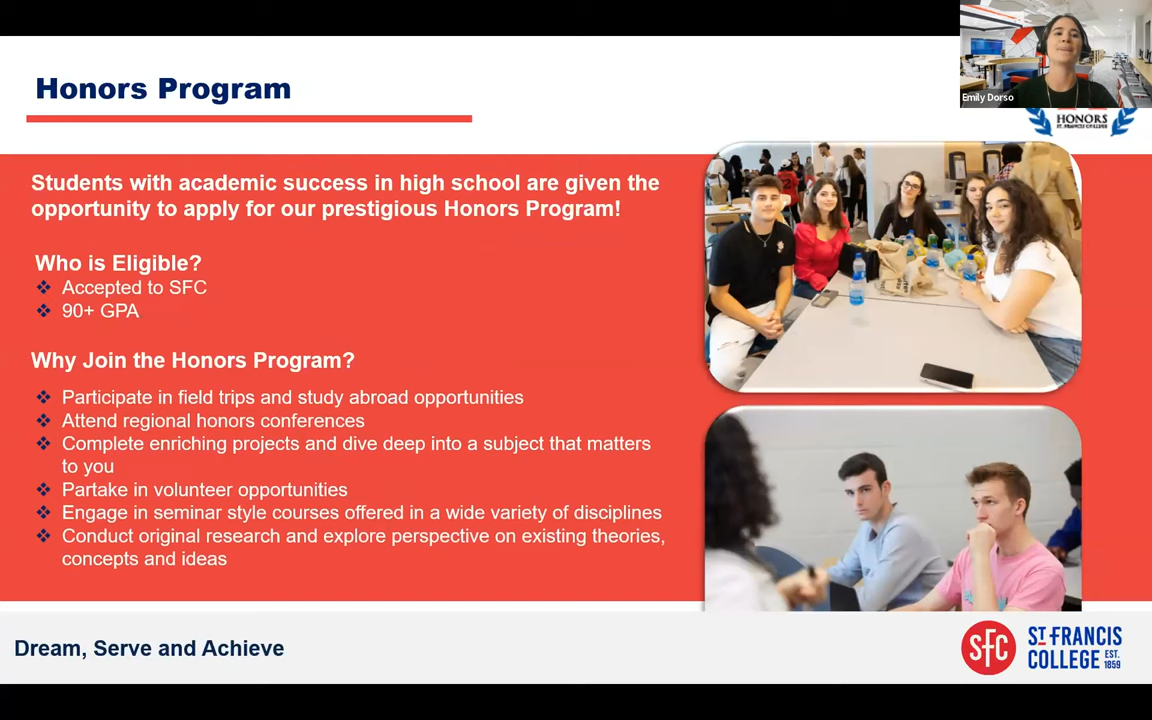 Honors Program
Emily Dorso
HONORS
ST. FRANCIS COLLEGE
Students with academic success in high school are given the
opportunity to apply for our prestigious Honors Program!
Who is Eligible?
❖ Accepted to SFC
❖ 90+ GPA
Why Join the Honors Program?
❖ Participate in field trips and study abroad opportunities
❖ Attend regional honors conferences
❖ Complete enriching projects and dive deep into a subject that matters
to you
❖ Partake in volunteer opportunities
❖ Engage in seminar style courses offered in a wide variety of disciplines
❖ Conduct original research and explore perspective on existing theories,
concepts and ideas
Dream, Serve and Achieve
SFC
ST. FRANCIS
COLLEGE EST. 1859